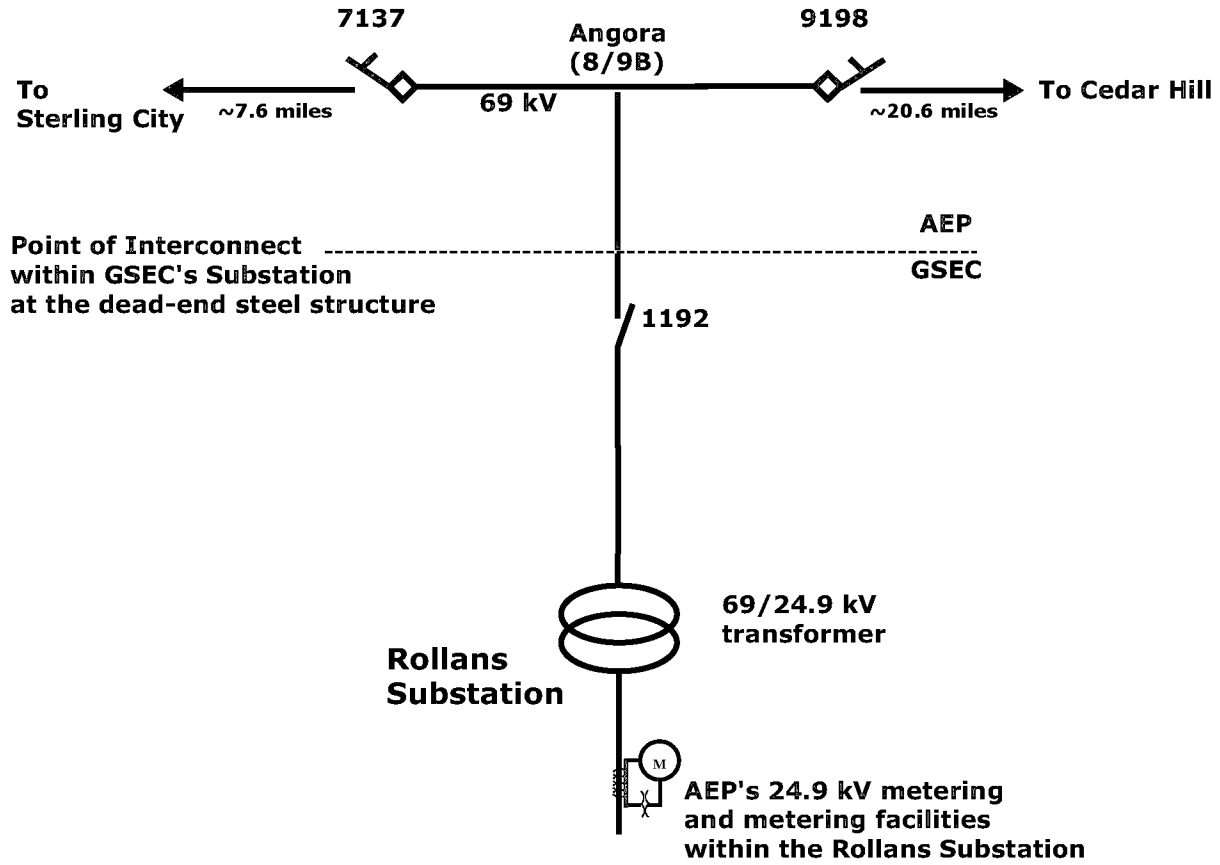 7137
9198
Angora
(8/9B)
To
Sterling City
~7.6 miles
69 kV
~20.6 miles
To Cedar Hill
AEP
Point of Interconnect
within GSEC's Substation
at the dead-end steel structure
GSEC
1192
69/24.9 kV
transformer
Rollans
Substation
M
AEP's 24.9 kV metering
and metering facilities
within the Rollans Substation